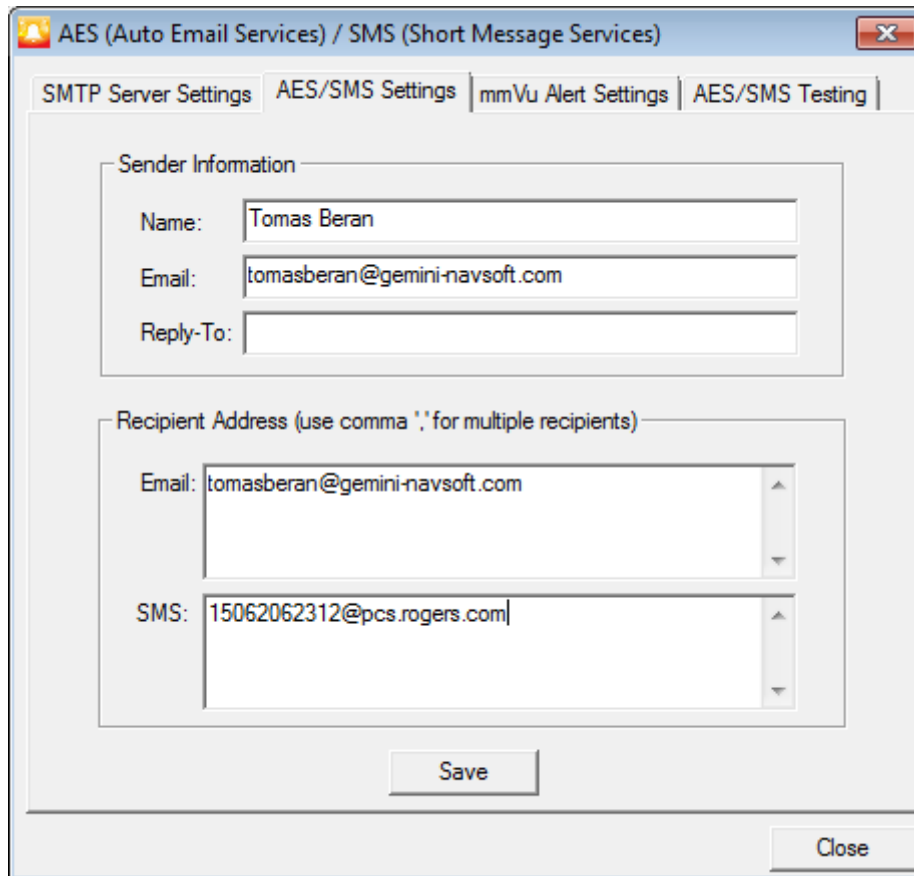 AES (Auto Email Services) / SMS (Short Message Services)
SMTP Server Settings AES/SMS Settings mmVu Alert Settings AES/SMS Testing
Sender Information
Name: Tomas Beran
Email: tomasberan@gemini-navsoft.com
Reply-To:
Recipient Address (use comma ',' for multiple recipients)
Email: tomasberan@gemini-navsoft.com
SMS: 15062062312@pcs.rogers.com
Save
Close